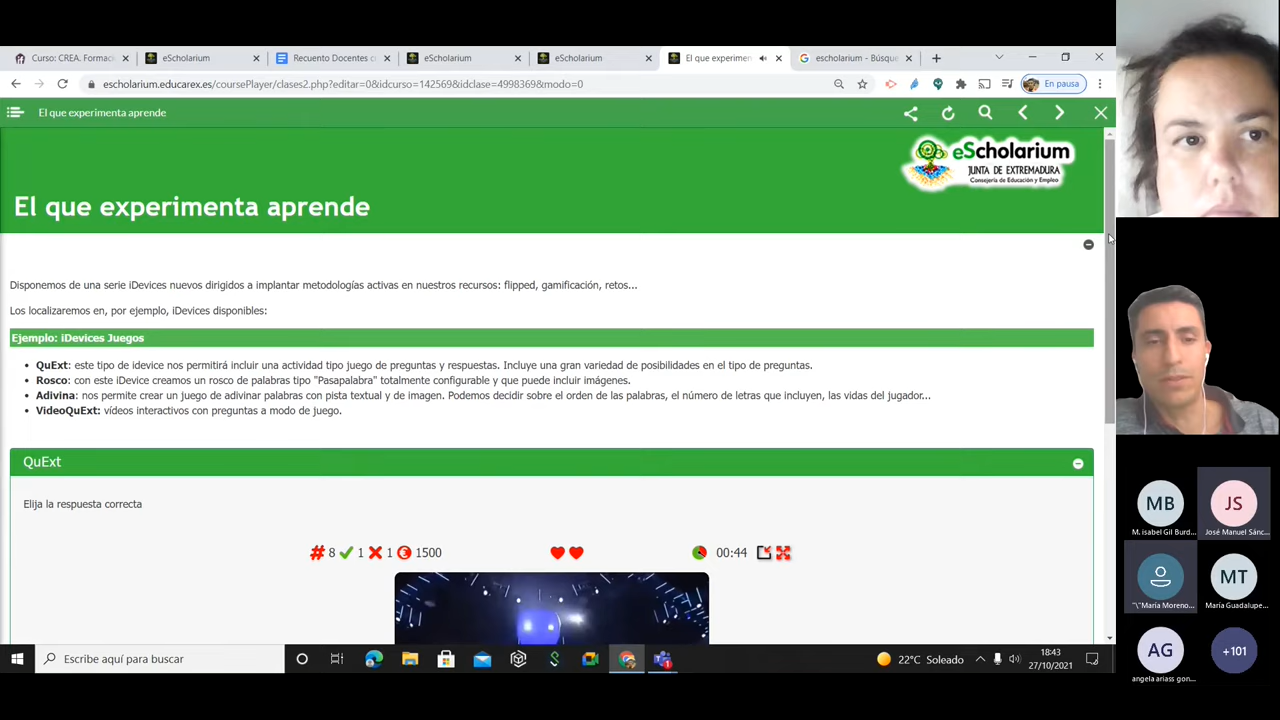 Curso: CREA. Formac
eScholarium
Recuento Docentes c
eScholarium
eScholarium
El que experimen
escholarium - Búsque
escholarium.educarex.es/coursePlayer/clases2.php?editar=0&idcurso=142569&idclase=4998369&modo=0
En pausa
El que experimenta aprende
eScholarium
JUNTA DE EXTREMADURA
Consejería de Educación y Empleo
El que experimenta aprende
Disponemos de una serie iDevices nuevos dirigidos a implantar metodologías activas en nuestros recursos: flipped, gamificación, retos...
Los localizaremos en, por ejemplo, iDevices disponibles:
Ejemplo: iDevices Juegos
• QuExt: este tipo de idevice nos permitirá incluir una actividad tipo juego de preguntas y respuestas. Incluye una gran variedad de posibilidades en el tipo de preguntas.
• Rosco: con este iDevice creamos un rosco de palabras tipo "Pasapalabra" totalmente configurable y que puede incluir imágenes.
• Adivina: nos permite crear un juego de adivinar palabras con pista textual y de imagen. Podemos decidir sobre el orden de las palabras, el número de letras que incluyen, las vidas del jugador...
• VideoQuExt: vídeos interactivos con preguntas a modo de juego.
QuExt
Elija la respuesta correcta
# 8 1 1 1500 00:44
MB
M. isabel Gil Burd...
JS
José Manuel Sánc...
"\"María Moreno...
MT
María Guadalupe...
AG
angela ariass gon...
+101
Escribe aquí para buscar
22°C Soleado
18:43
27/10/2021